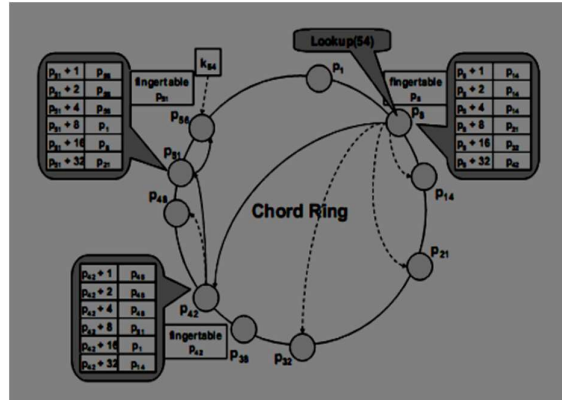 Lookup(54)
k54
p1
fingertable
p51
p51 + 1 p56
p51 + 2 p56
p51 + 4 p56
p51 + 8 p1
p51 + 16 p8
p51 + 32 p21
fingertable
p8
p8 + 1 p14
p8 + 2 p14
p8 + 4 p14
p8 + 8 p21
p8 + 16 p32
p8 + 32 p42
p8
p56
p51
p48
p14
Chord Ring
p21
p42
p42 + 1 p48
p42 + 2 p48
p42 + 4 p48
p42 + 8 p51
p42 + 16 p1
p42 + 32 p14
fingertable
p42
p38
p32